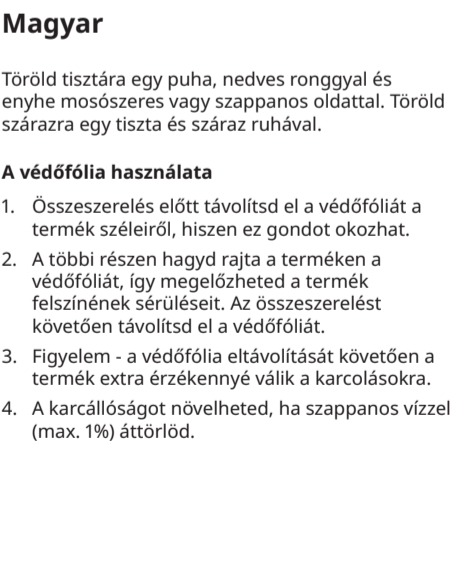 Magyar
Töröld tisztára egy puha, nedves ronggyal és
enyhe mosószeres vagy szappanos oldattal. Töröld
szárazra egy tiszta és száraz ruhával.
A védőfólia használata
1. Összeszerelés előtt távolítsd el a védőfóliát a
termék széleiről, hiszen ez gondot okozhat.
2. A többi részen hagyd rajta a terméken a
védőfóliát, így megelőzheted a termék
felszínének sérüléseit. Az összeszerelést
követően távolítsd el a védőfóliát.
3. Figyelem - a védőfólia eltávolítását követően a
termék extra érzékennyé válik a karcolásokra.
4. A karcállóságot növelheted, ha szappanos vízzel
(max. 1%) áttörlöd.